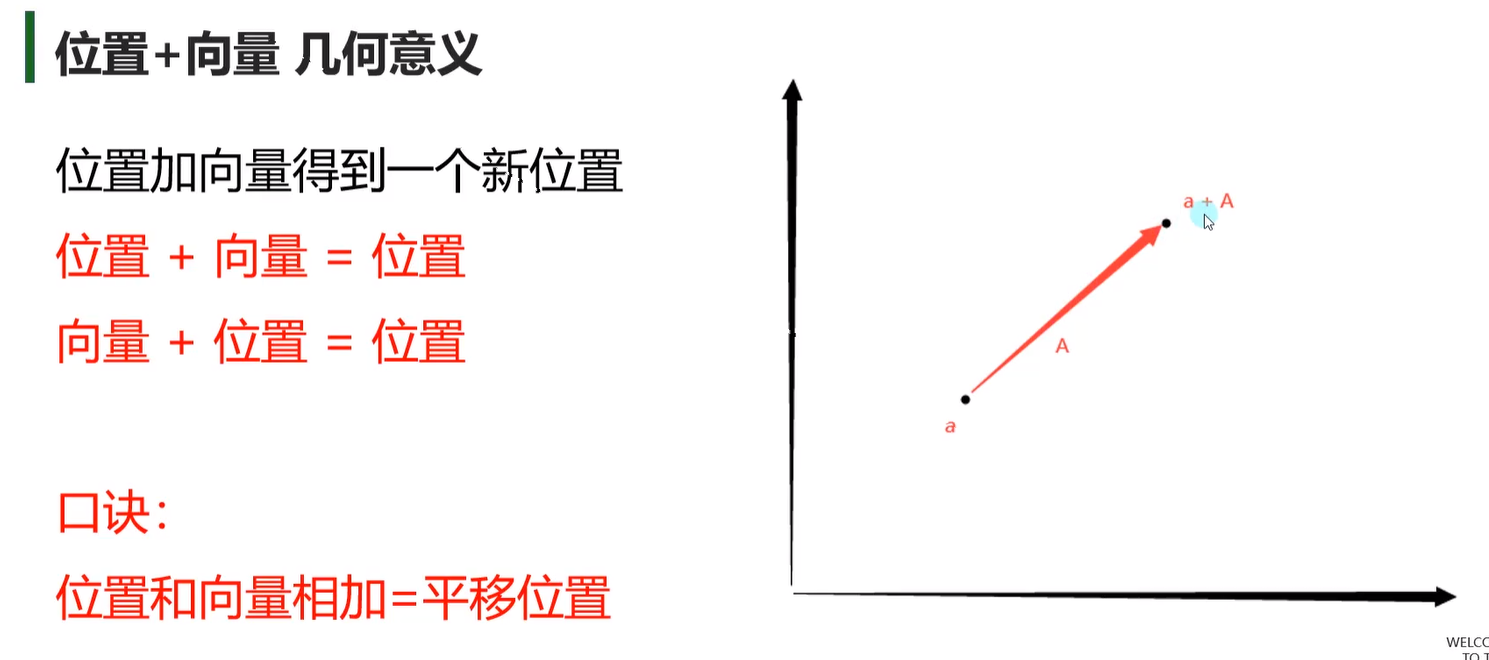 位置+向量 几何意义
位置加向量得到一个新位置
位置 + 向量 = 位置
向量 + 位置 = 位置
口诀：
位置和向量相加=平移位置
a + A
A
a
WELCO
TO T